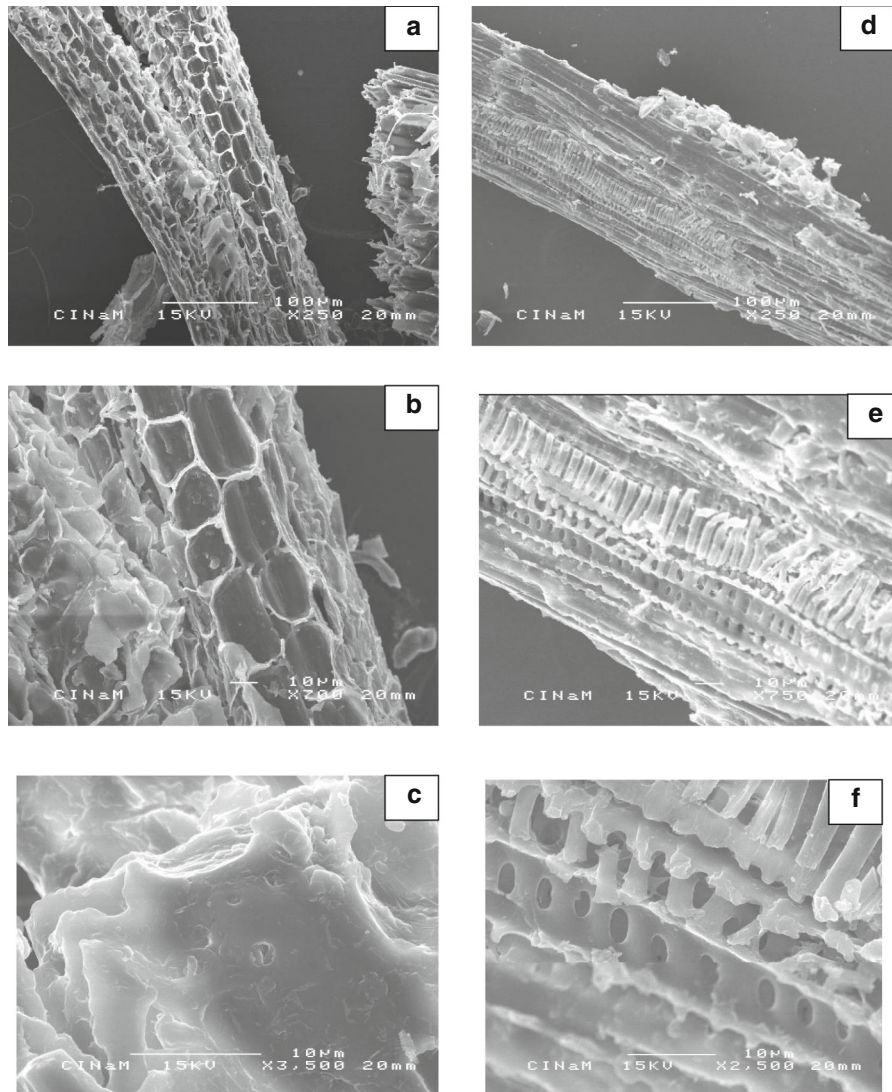 a
100µm
CINaM 15KV X250 20mm
b
10µm
CINaM 15KV X700 20mm
c
10µm
CINaM 15KV X3,500 20mm
d
100µm
CINaM 15KV X250 20mm
e
10µm
CINaM 15KV X750 20mm
f
10µm
CINaM 15KV X2,500 20mm